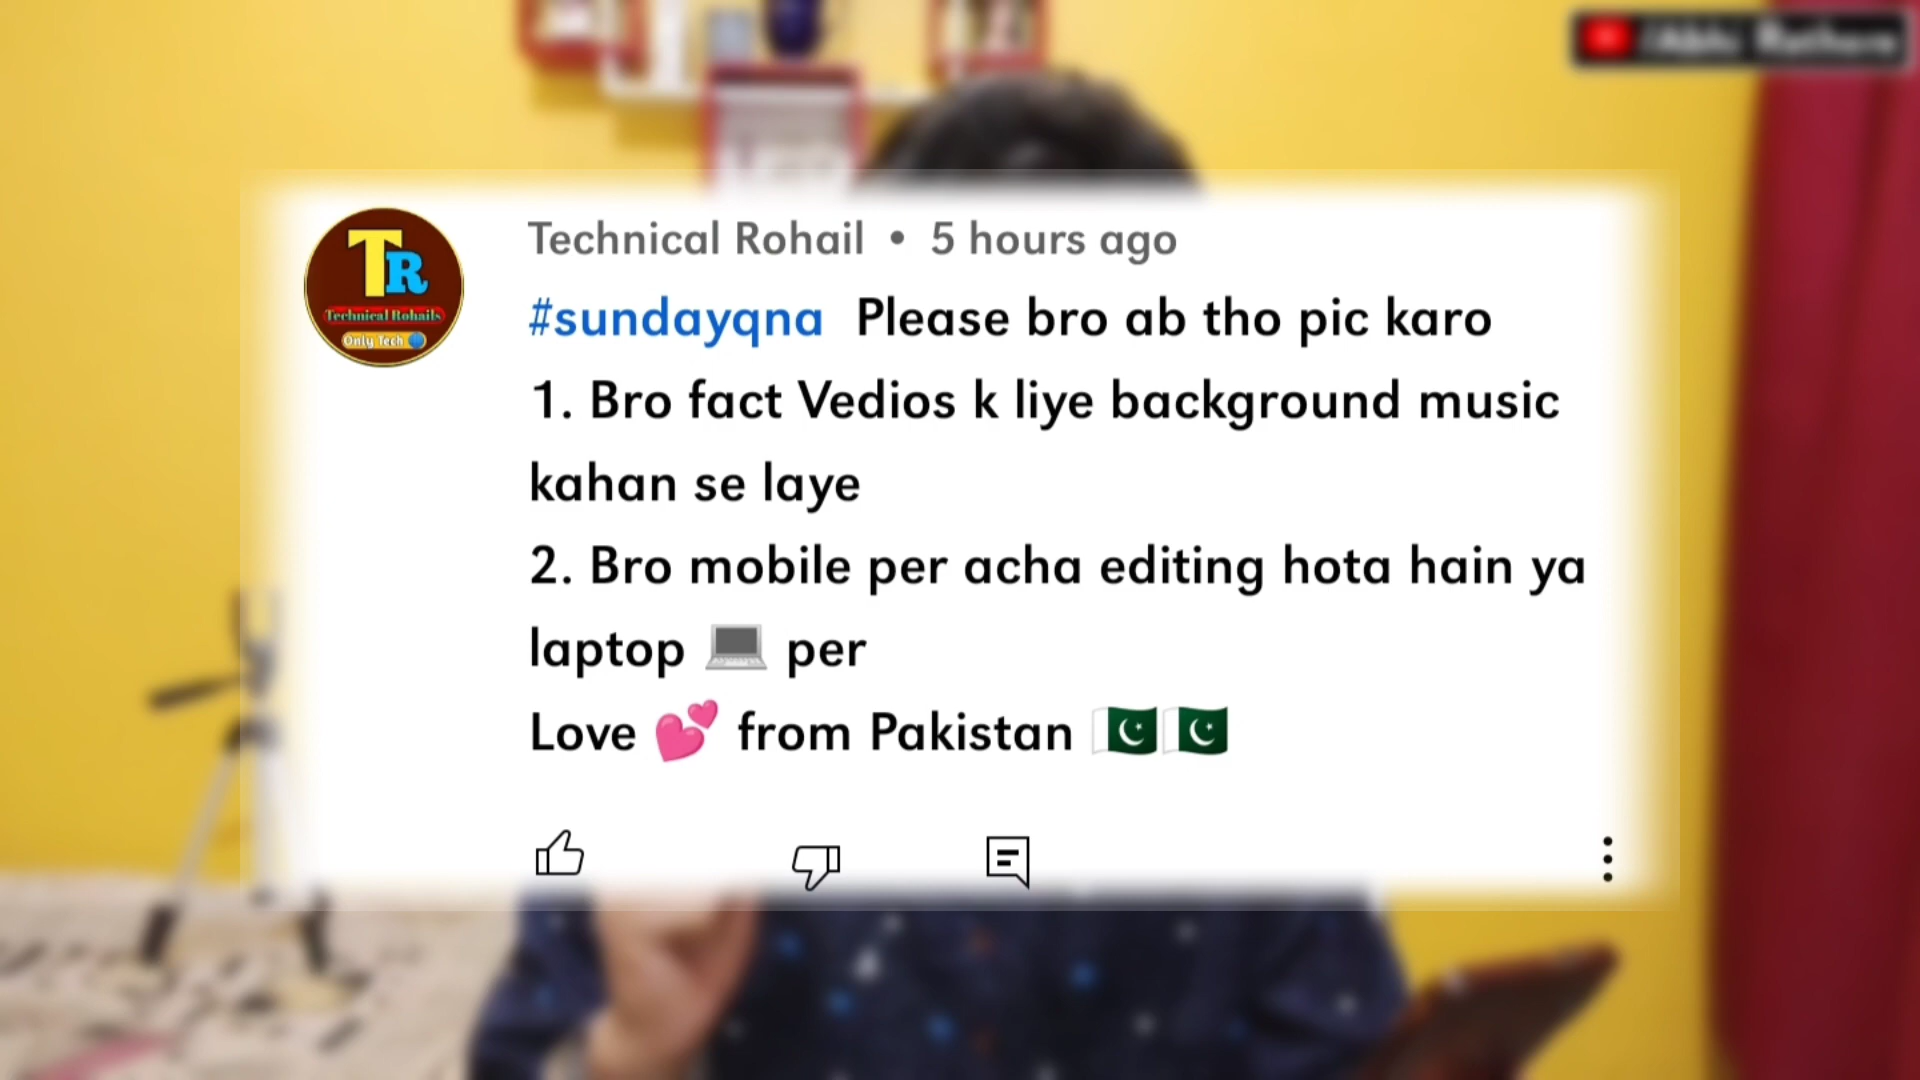 Technical Rohail • 5 hours ago
#sundayqna Please bro ab tho pic karo
1. Bro fact Vedios k liye background music
kahan se laye
2. Bro mobile per acha editing hota hain ya
laptop 💻 per
Love 💕 from Pakistan 🇵🇰🇵🇰
TR
Technical Rohails
Only Tech